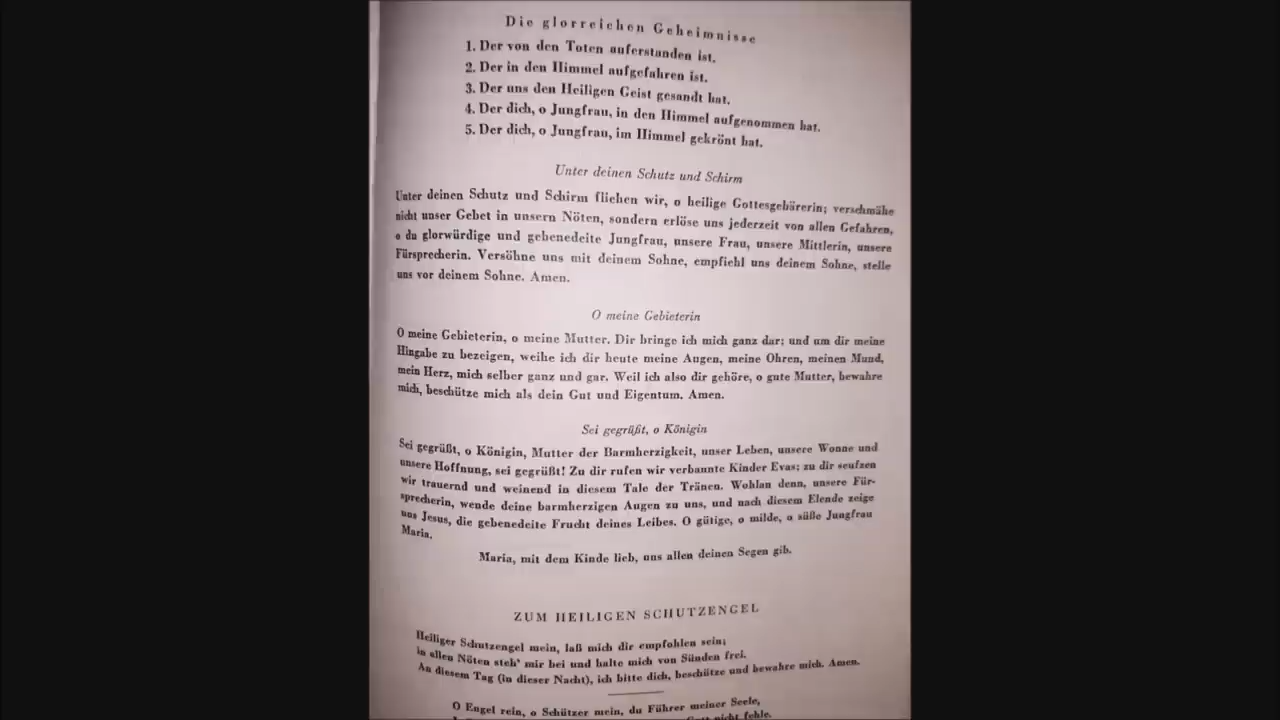 Die glorreichen Geheimnisse
1. Der von den Toten auferstanden ist.
2. Der in den Himmel aufgefahren ist.
3. Der uns den Heiligen Geist gesandt hat.
4. Der dich, o Jungfrau, in den Himmel aufgenommen hat.
5. Der dich, o Jungfrau, im Himmel gekrönt hat.
Unter deinen Schutz und Schirm
Unter deinen Schutz und Schirm fliehen wir, o heilige Gottesgebärerin; verschmähe
nicht unser Gebet in unsern Nöten, sondern erlöse uns jederzeit von allen Gefahren,
o du glorwürdige und gebenedeite Jungfrau, unsere Frau, unsere Mittlerin, unsere
Fürsprecherin. Versöhne uns mit deinem Sohne, empfiehl uns deinem Sohne, stelle
uns vor deinem Sohne. Amen.
O meine Gebieterin
O meine Gebieterin, o meine Mutter. Dir bringe ich mich ganz dar; und um dir meine
Hingabe zu bezeigen, weihe ich dir heute meine Augen, meine Ohren, meinen Mund,
mein Herz, mich selber ganz und gar. Weil ich also dir gehöre, o gute Mutter, bewahre
mich, beschütze mich als dein Gut und Eigentum. Amen.
Sei gegrüßt, o Königin
Sei gegrüßt, o Königin, Mutter der Barmherzigkeit, unser Leben, unsere Wonne und
unsere Hoffnung, sei gegrüßt! Zu dir rufen wir verbannte Kinder Evas; zu dir seufzen
wir trauernd und weinend in diesem Tale der Tränen. Wohlan denn, unsere Für-
sprecherin, wende deine barmherzigen Augen zu uns, und nach diesem Elende zeige
uns Jesus, die gebenedeite Frucht deines Leibes. O gütige, o milde, o süße Jungfrau
Maria.
Maria, mit dem Kinde lieb, uns allen deinen Segen gib.
ZUM HEILIGEN SCHUTZENGEL
Heiliger Schutzengel mein, laß mich dir empfohlen sein;
in allen Nöten steh' mir bei und halte mich von Sünden frei.
An diesem Tag (in dieser Nacht), ich bitte dich, beschütze und bewahre mich. Amen.
O Engel rein, o Schützer mein, du Führer meiner Seele,
Gott nicht fehle.